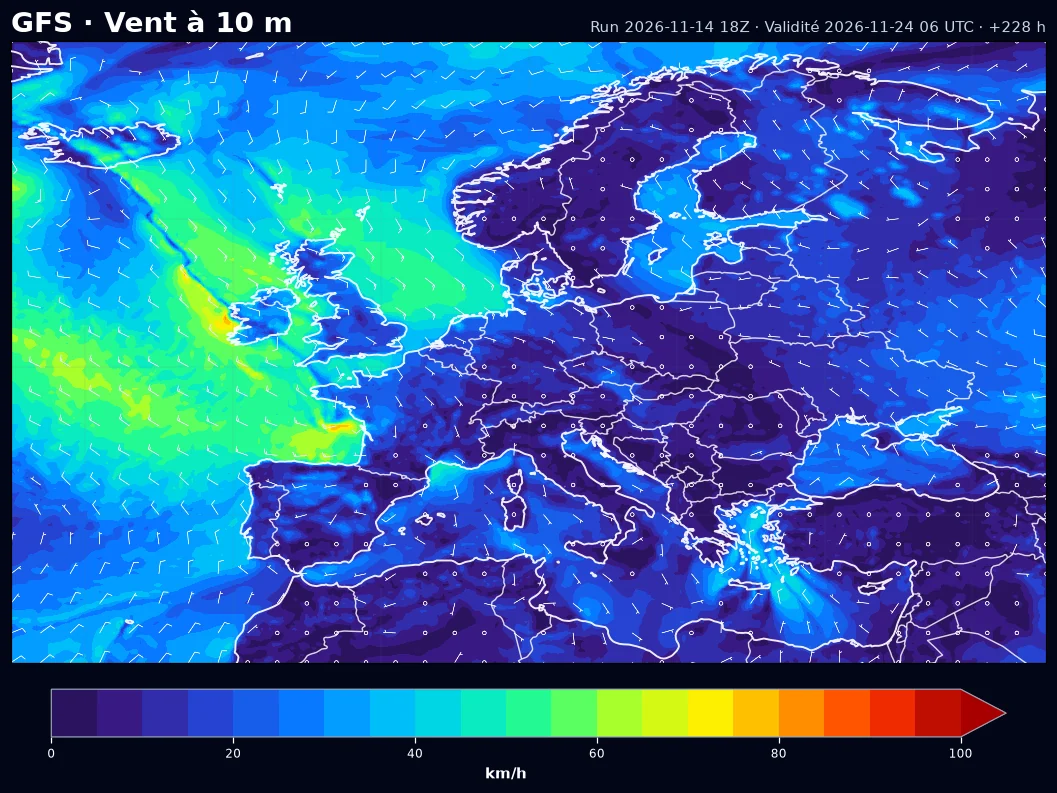 GFS · Vent à 10 m
Run 2026-11-14 18Z · Validité 2026-11-24 06 UTC · +228 h
0 20 40 60 80 100
km/h